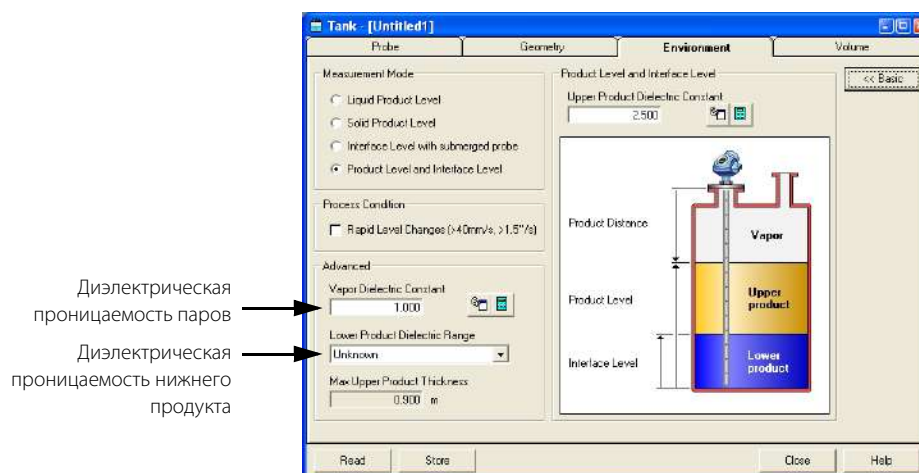 Tank - [Untitled1]
Probe
Geometry
Environment
Volume
Measurement Mode
Liquid Product Level
Solid Product Level
Interface Level with submerged probe
Product Level and Interface Level
Process Condition
Rapid Level Changes (>40mm/s, >1.5"/s)
Advanced
Vapor Dielectric Constant
1.000
Lower Product Dielectric Range
Unknown
Max Upper Product Thickness
0.900 m
Product Level and Interface Level
Upper Product Dielectric Constant
2.500
Product Distance
Vapor
Product Level
Upper
product
Interface Level
Lower
product
<< Basic
Read
Store
Close
Help
Диэлектрическая
проницаемость паров
Диэлектрическая
проницаемость нижнего
продукта